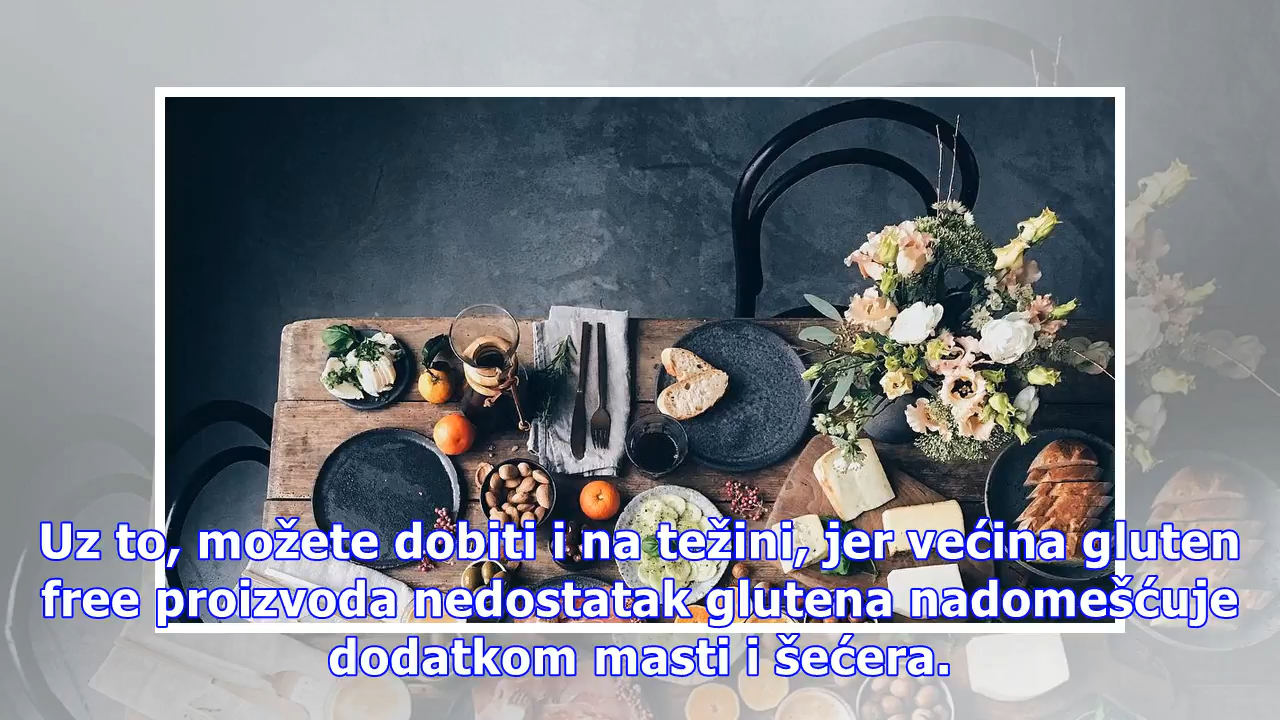 Uz to, možete dobiti i na težini, jer većina gluten
free proizvoda nedostatak glutena nadomešćuje
dodatkom masti i šećera.